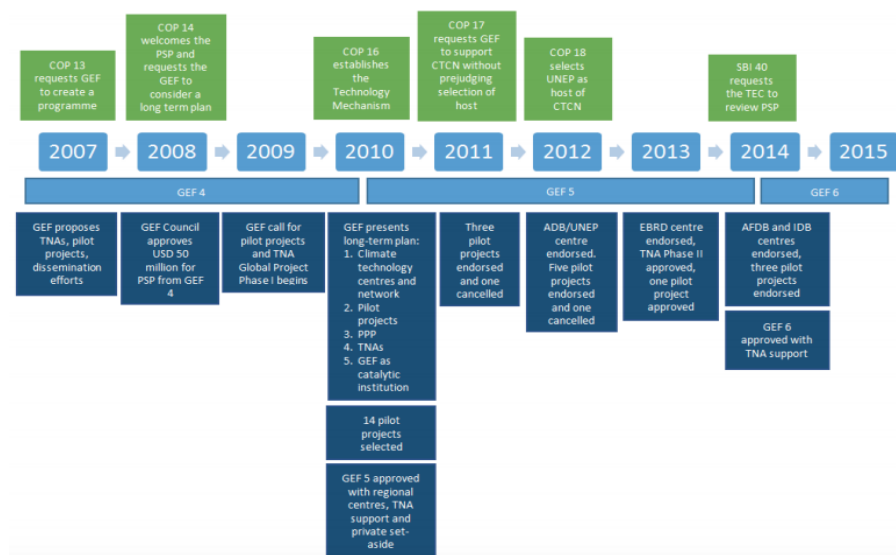 COP 13
requests GEF
to create a
programme
COP 14
welcomes the
PSP and
requests the
GEF to
consider a
long term plan
COP 16
establishes the
Technology
Mechanism
COP 17
requests GEF
to support
CTCN without
prejudging
selection of
host
COP 18
selects
UNEP as
host of
CTCN
SBI 40
requests
the TEC to
review PSP
2007
2008
2009
2010
2011
2012
2013
2014
2015
GEF 4
GEF 5
GEF 6
GEF proposes
TNAs, pilot
projects,
dissemination
efforts
GEF Council
approves
USD 50
million for
PSP from GEF
4
GEF call for
pilot projects
and TNA
Global Project
Phase I begins
GEF presents
long-term plan:
1. Climate
technology
centres and
network
2. Pilot
projects
3. PPP
4. TNAs
5. GEF as
catalytic
institution
14 pilot
projects
selected
GEF 5 approved
with regional
centres, TNA
support and
private set-
aside
Three
pilot
projects
endorsed and
one cancelled
ADB/UNEP
centre
endorsed.
Five pilot
projects
endorsed
and one
cancelled
EBRD centre
endorsed,
TNA Phase II
approved,
one pilot
project
approved
AFDB and IDB
centres
endorsed,
three pilot
projects
endorsed
GEF 6
approved with
TNA support